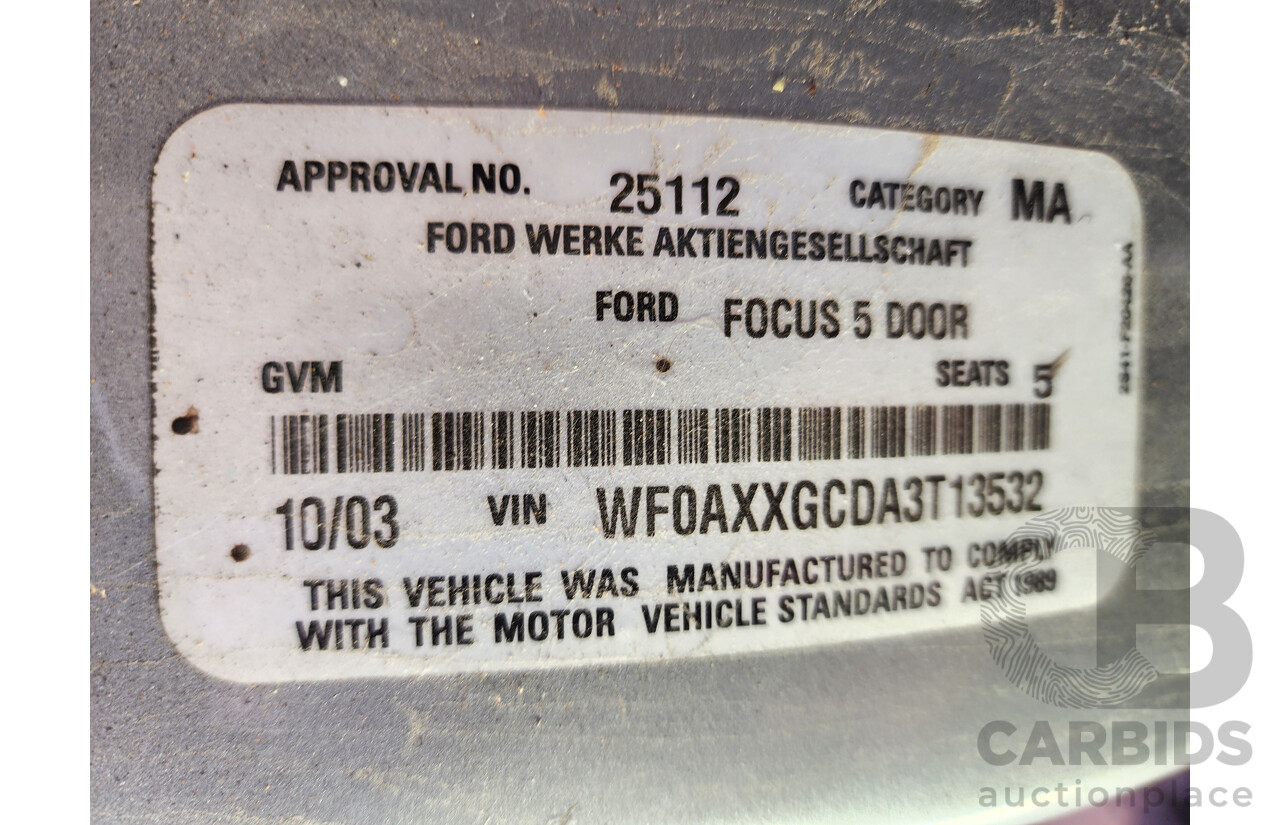 APPROVAL NO. 25112 CATEGORY MA
FORD WERKE AKTIENGESELLSCHAFT
FORD FOCUS 5 DOOR
GVM SEATS 5
10/03 VIN WF0AXXGCDA3T13532
THIS VEHICLE WAS MANUFACTURED TO COMPLY
WITH THE MOTOR VEHICLE STANDARDS ACT 1989
CB
CARBIDS
auctionplace